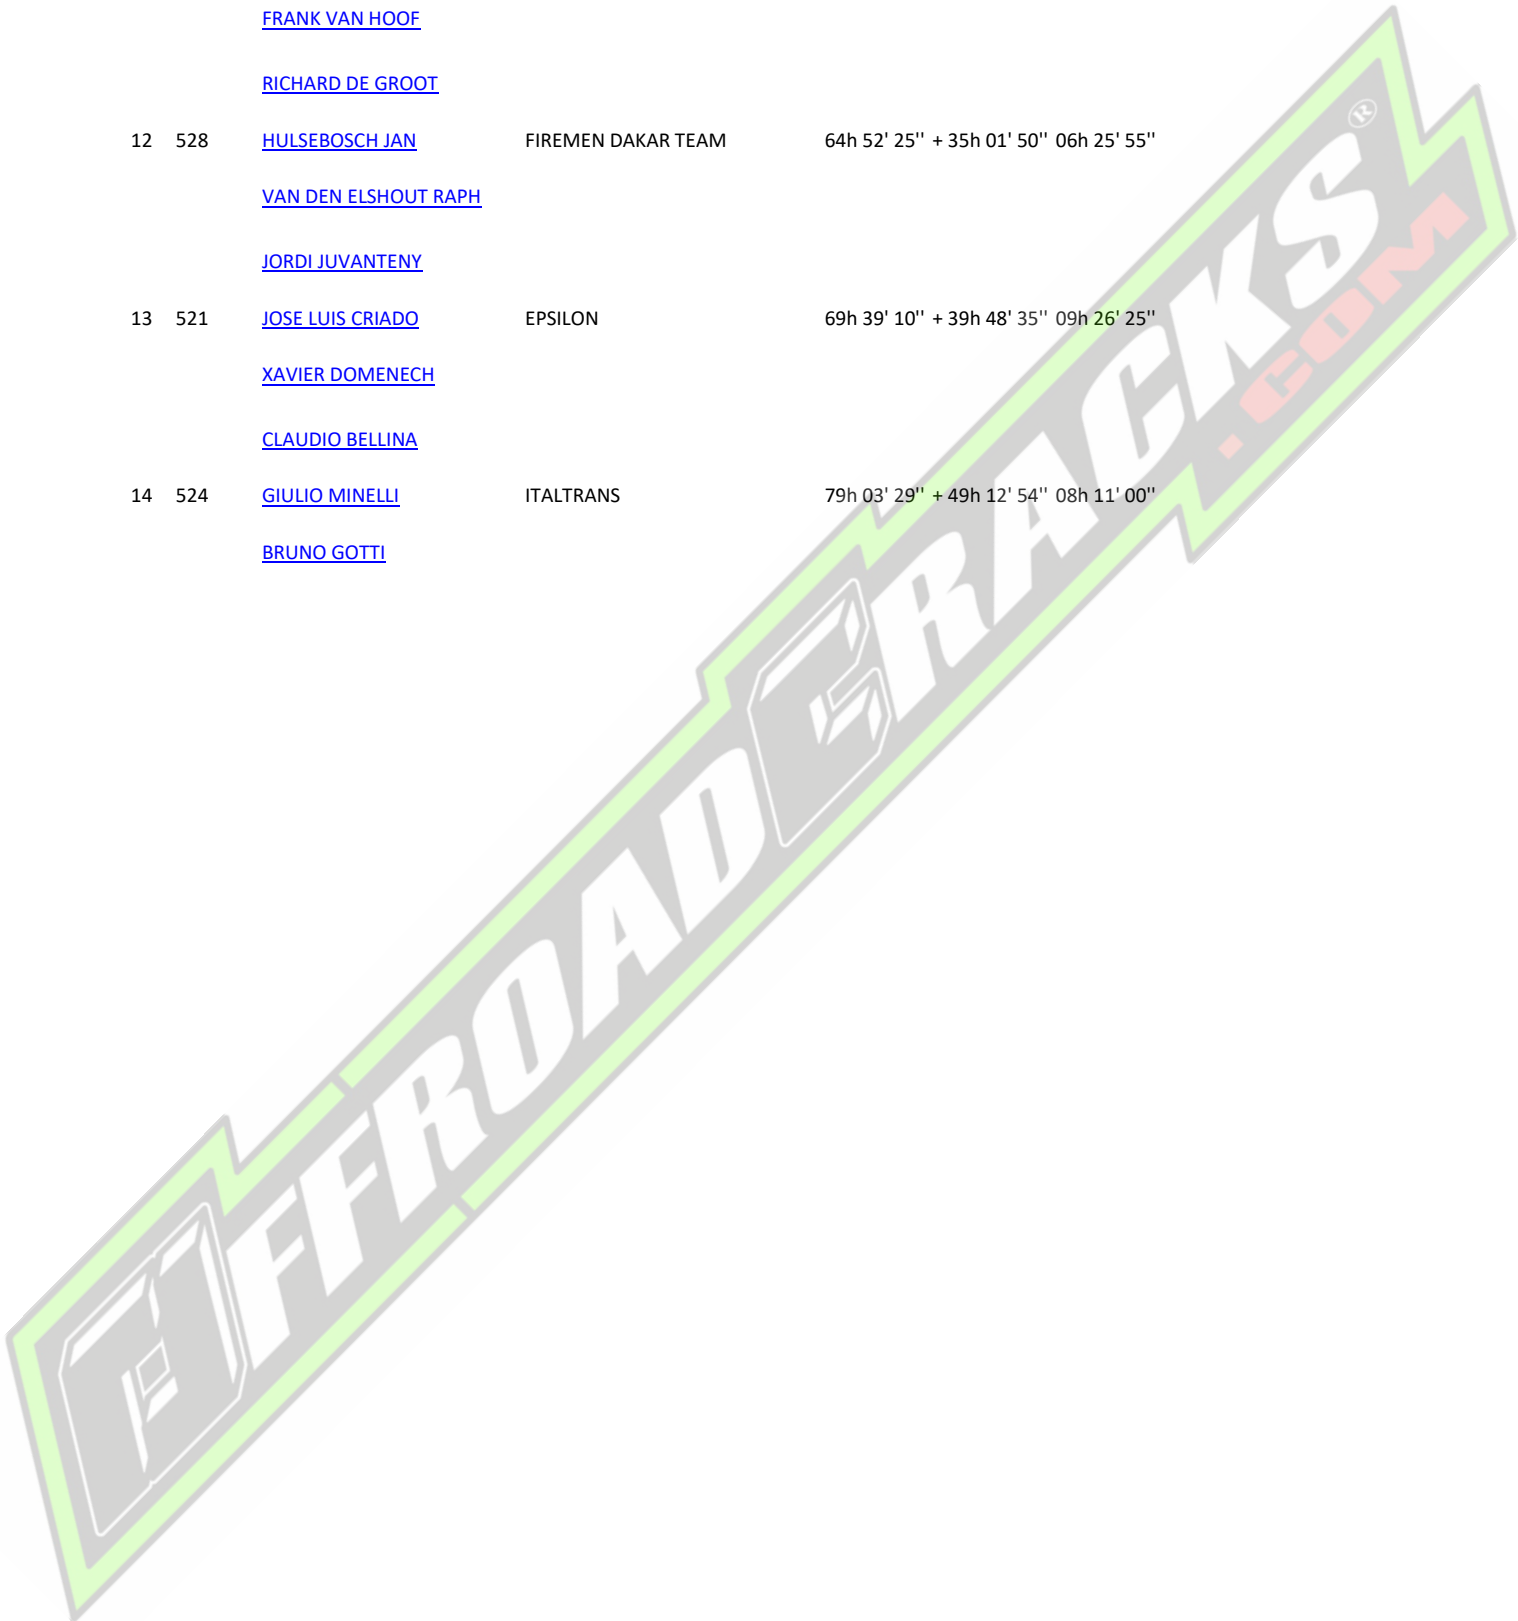 FRANK VAN HOOF
RICHARD DE GROOT
12 528 HULSEBOSCH JAN FIREMEN DAKAR TEAM 64h 52' 25'' + 35h 01' 50'' 06h 25' 55''
VAN DEN ELSHOUT RAPH
JORDI JUVANTENY
13 521 JOSE LUIS CRIADO EPSILON 69h 39' 10'' + 39h 48' 35'' 09h 26' 25''
XAVIER DOMENECH
CLAUDIO BELLINA
14 524 GIULIO MINELLI ITALTRANS 79h 03' 29'' + 49h 12' 54'' 08h 11' 00''
BRUNO GOTTI
OFFROAD CRACKS ®
.COM